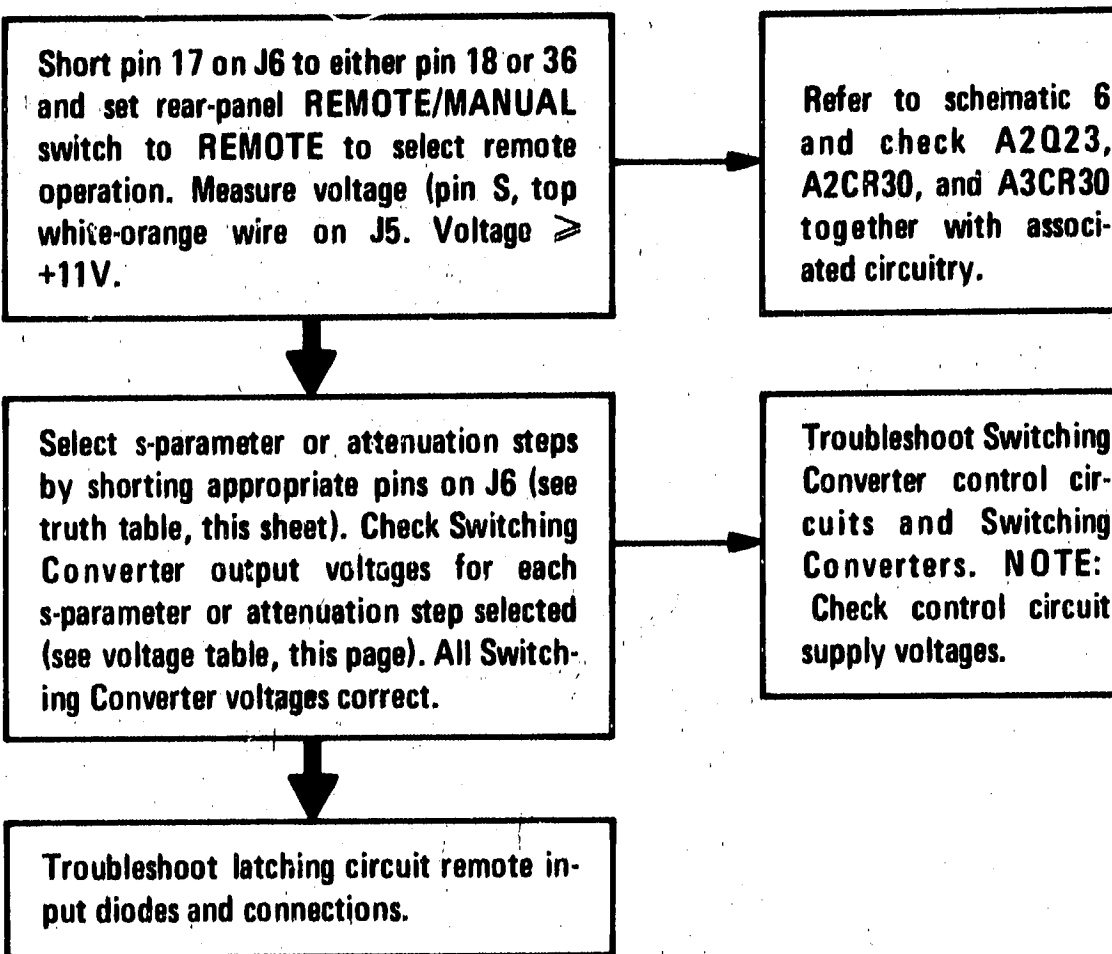 Short pin 17 on J6 to either pin 18 or 36
and set rear-panel REMOTE/MANUAL
switch to REMOTE to select remote
operation. Measure voltage (pin S, top
white-orange wire on J5. Voltage ⩾
+11V.
Refer to schematic 6
and check A2Q23,
A2CR30, and A3CR30
together with associ-
ated circuitry.
Select s-parameter or attenuation steps
by shorting appropriate pins on J6 (see
truth table, this sheet). Check Switching
Converter output voltages for each
s-parameter or attenuation step selected
(see voltage table, this page). All Switch-
ing Converter voltages correct.
Troubleshoot Switching
Converter control cir-
cuits and Switching
Converters. NOTE:
Check control circuit
supply voltages.
Troubleshoot latching circuit remote in-
put diodes and connections.